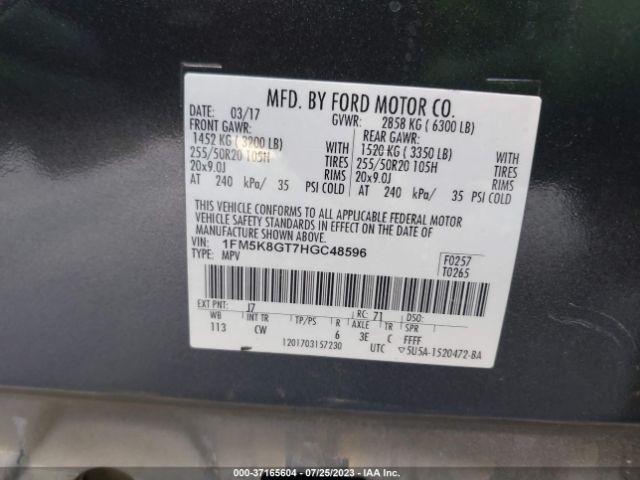 MFD. BY FORD MOTOR CO.
DATE: 03/17 GVWR: 2858 KG ( 6300 LB)
FRONT GAWR: REAR GAWR:
1452 KG ( 3200 LB) WITH 1520 KG ( 3350 LB) WITH
255/50R20 105H TIRES 255/50R20 105H TIRES
20x9.0J RIMS 20x9.0J RIMS
AT 240 kPa/ 35 PSI COLD AT 240 kPa/ 35 PSI COLD
THIS VEHICLE CONFORMS TO ALL APPLICABLE FEDERAL MOTOR
VEHICLE SAFETY STANDARDS IN EFFECT ON THE DATE OF
MANUFACTURE SHOWN ABOVE.
VIN: 1FM5K8GT7HGC48596
TYPE: MPV
F0257
T0265
EXT PNT: J7 RC: 71 DSO:
WB INT TR TP/PS R AXLE TR SPR
113 CW 6 3E C FFFF
1201703157230 UTC ▽5U5A-1520472-BA
000-37165604 / 07/25/2023 / IAA Inc.